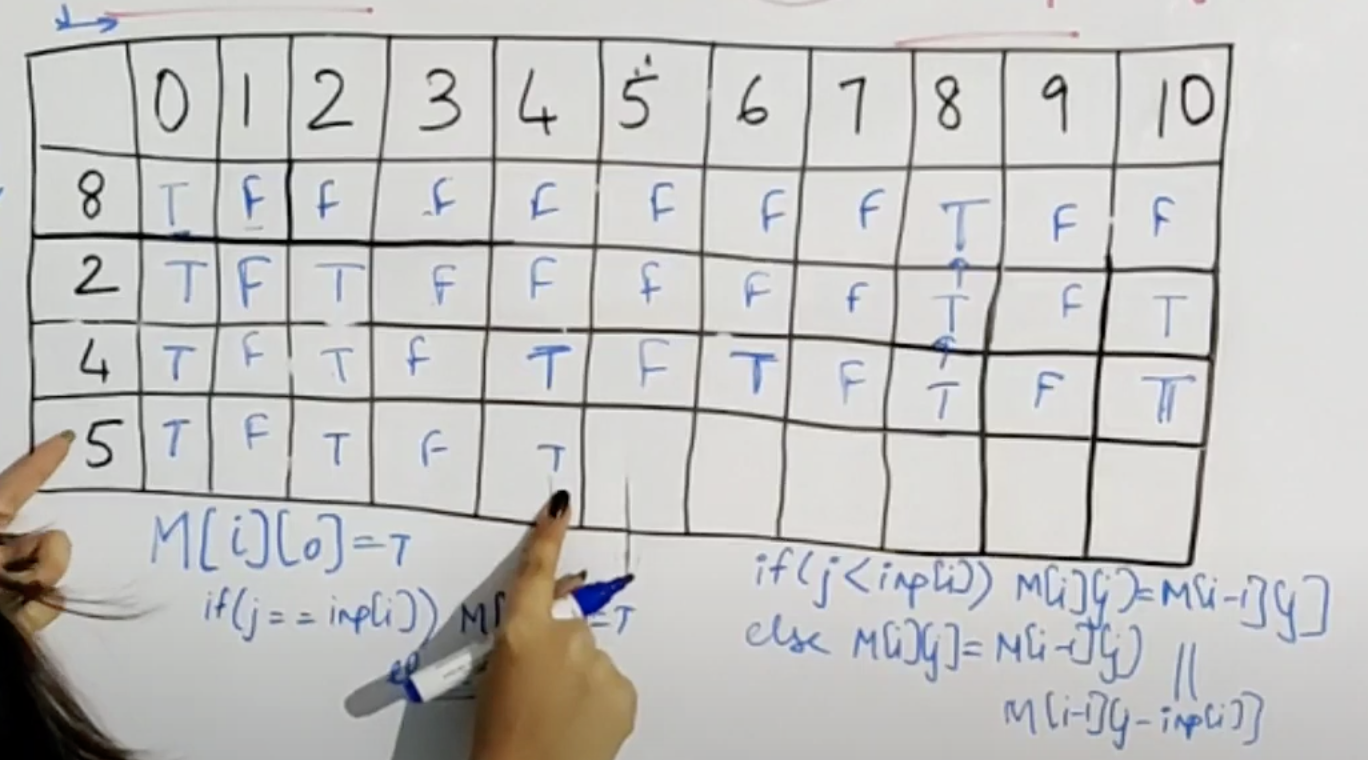 0 1 2 3 4 5 6 7 8 9 10
8 T F F F F F F F T F F
2 T F T F F F F F T F T
4 T F T F T F T F T F T
5 T F T F T
M[i][0]=T
if(j==inp[i]) M[ =T
if(j<inp[i]) M[i][j]=M[i-1][j]
else M[i][j]=M[i-1][j] ||
M[i-1][j-inp[i]]